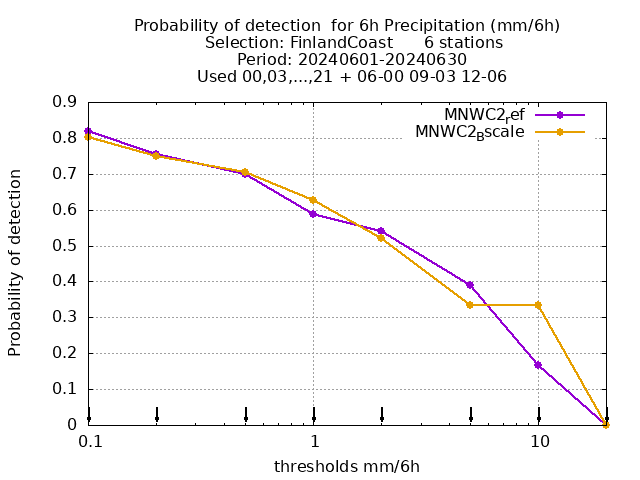 Probability of detection  for 6h Precipitation (mm/6h)
Selection: FinlandCoast      6 stations
Period: 20240601-20240630
Used 00,03,...,21 + 06-00 09-03 12-06
MNWC2ref
MNWC2Bscale
Probability of detection
0.9
0.8
0.7
0.6
0.5
0.4
0.3
0.2
0.1
0
0.1
1
10
thresholds mm/6h